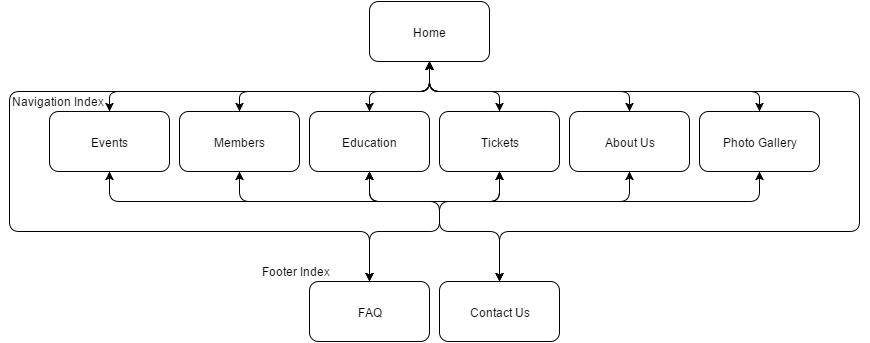 Home
Navigation Index
Events
Members
Education
Tickets
About Us
Photo Gallery
Footer Index
FAQ
Contact Us